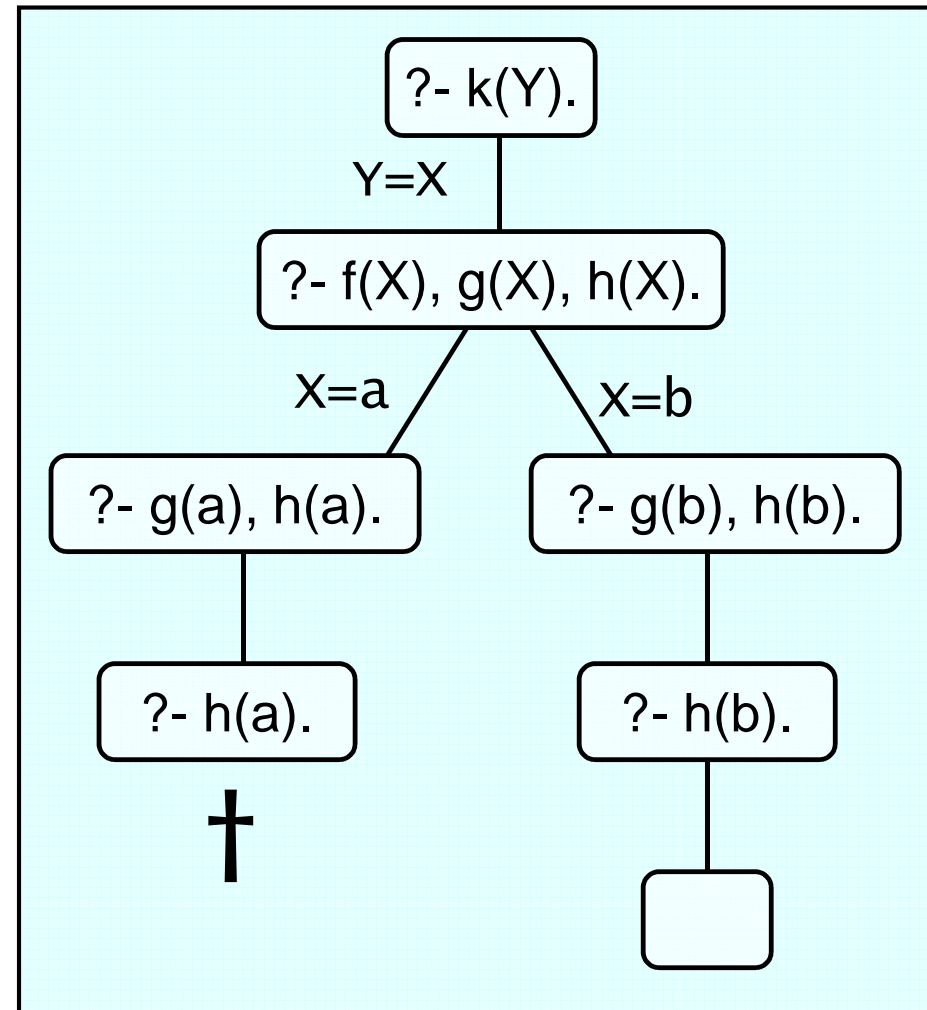 ?- k(Y).
Y=X
?- f(X), g(X), h(X).
X=a
X=b
?- g(a), h(a).
?- g(b), h(b).
?- h(a).
?- h(b).
†